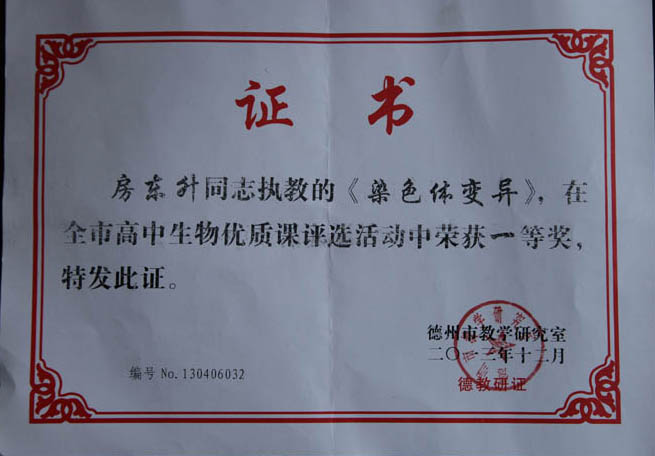 证书
房东升同志执教的《染色体变异》，在
全市高中生物优质课评选活动中荣获一等奖，
特发此证。
德州市教学研究室
二〇一三年十二月
德教研证
编号 No.130406032